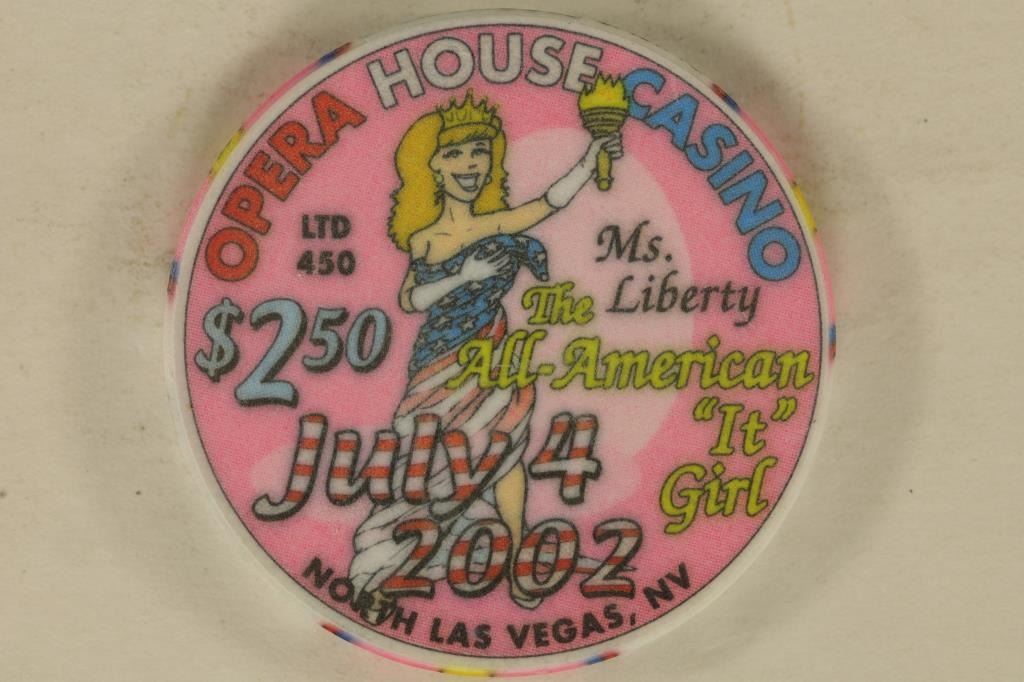 OPERA HOUSE CASINO
LTD
450
$2.50
Ms.
Liberty
The
All-American
"It"
Girl
July 4
2002
NORTH LAS VEGAS, NV